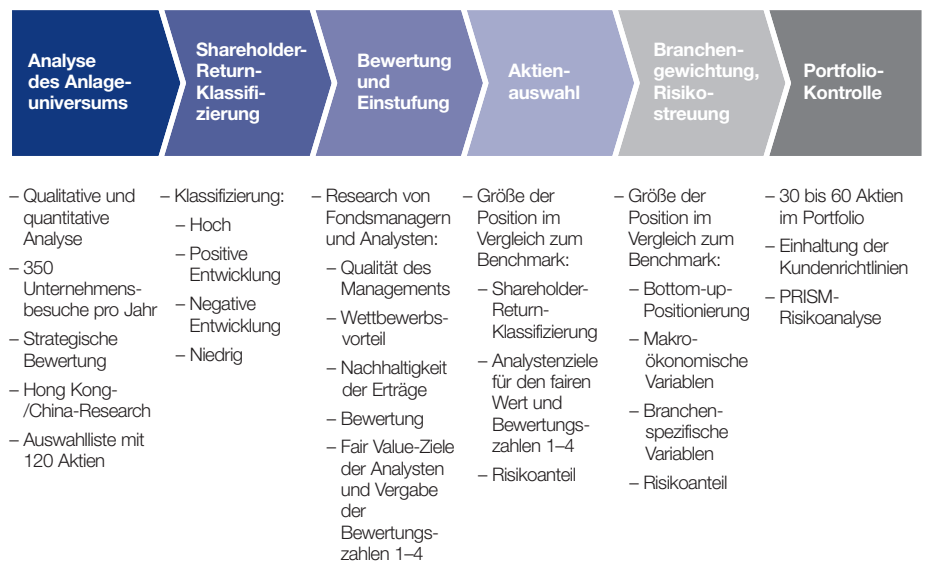 Analyse
des Anlage-
universums
Shareholder-
Return-
Klassifi-
zierung
Bewertung
und
Einstufung
Aktien-
auswahl
Branchen-
gewichtung,
Risiko-
streuung
Portfolio-
Kontrolle
– Qualitative und
quantitative
Analyse
– 350
Unternehmens-
besuche pro Jahr
– Strategische
Bewertung
– Hong Kong-
/China-Research
– Auswahlliste mit
120 Aktien
– Klassifizierung:
– Hoch
– Positive
Entwicklung
– Negative
Entwicklung
– Niedrig
– Research von
Fondsmanagern
und Analysten:
– Qualität des
Managements
– Wettbewerbs-
vorteil
– Nachhaltigkeit
der Erträge
– Bewertung
– Fair Value-Ziele
der Analysten
und Vergabe
der
Bewertungs-
zahlen 1–4
– Größe der
Position im
Vergleich zum
Benchmark:
– Shareholder-
Return-
Klassifizierung
– Analystenziele
für den fairen
Wert und
Bewertungs-
zahlen 1–4
– Risikoanteil
– Größe der
Position im
Vergleich zum
Benchmark:
– Bottom-up-
Positionierung
– Makro-
ökonomische
Variablen
– Branchen-
spezifische
Variablen
– Risikoanteil
– 30 bis 60 Aktien
im Portfolio
– Einhaltung der
Kundenrichtlinien
– PRISM-
Risikoanalyse